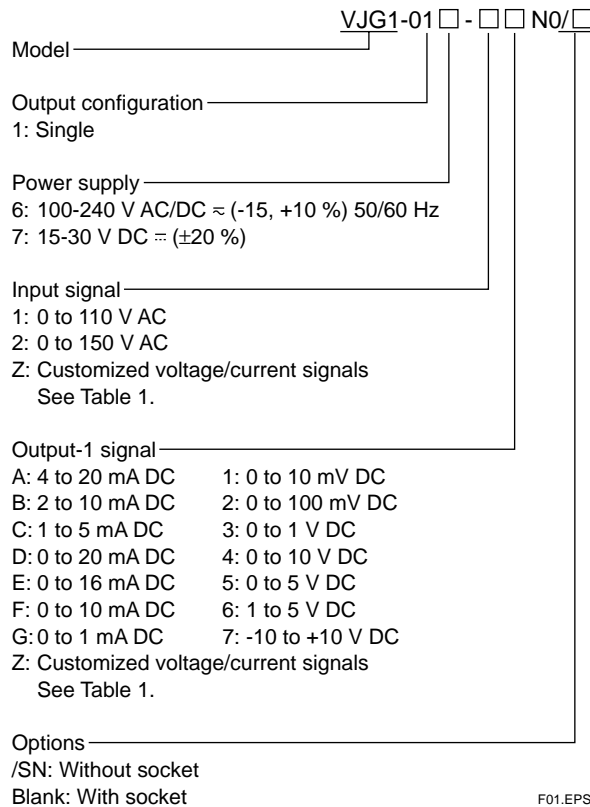 VJG1-01□ - □□ N0/□
Model
Output configuration
1: Single
Power supply
6: 100-240 V AC/DC ≂ (-15, +10 %) 50/60 Hz
7: 15-30 V DC ⎓ (±20 %)
Input signal
1: 0 to 110 V AC
2: 0 to 150 V AC
Z: Customized voltage/current signals
See Table 1.
Output-1 signal
A: 4 to 20 mA DC 1: 0 to 10 mV DC
B: 2 to 10 mA DC 2: 0 to 100 mV DC
C: 1 to 5 mA DC 3: 0 to 1 V DC
D: 0 to 20 mA DC 4: 0 to 10 V DC
E: 0 to 16 mA DC 5: 0 to 5 V DC
F: 0 to 10 mA DC 6: 1 to 5 V DC
G: 0 to 1 mA DC 7: -10 to +10 V DC
Z: Customized voltage/current signals
See Table 1.
Options
/SN: Without socket
Blank: With socket
F01.EPS